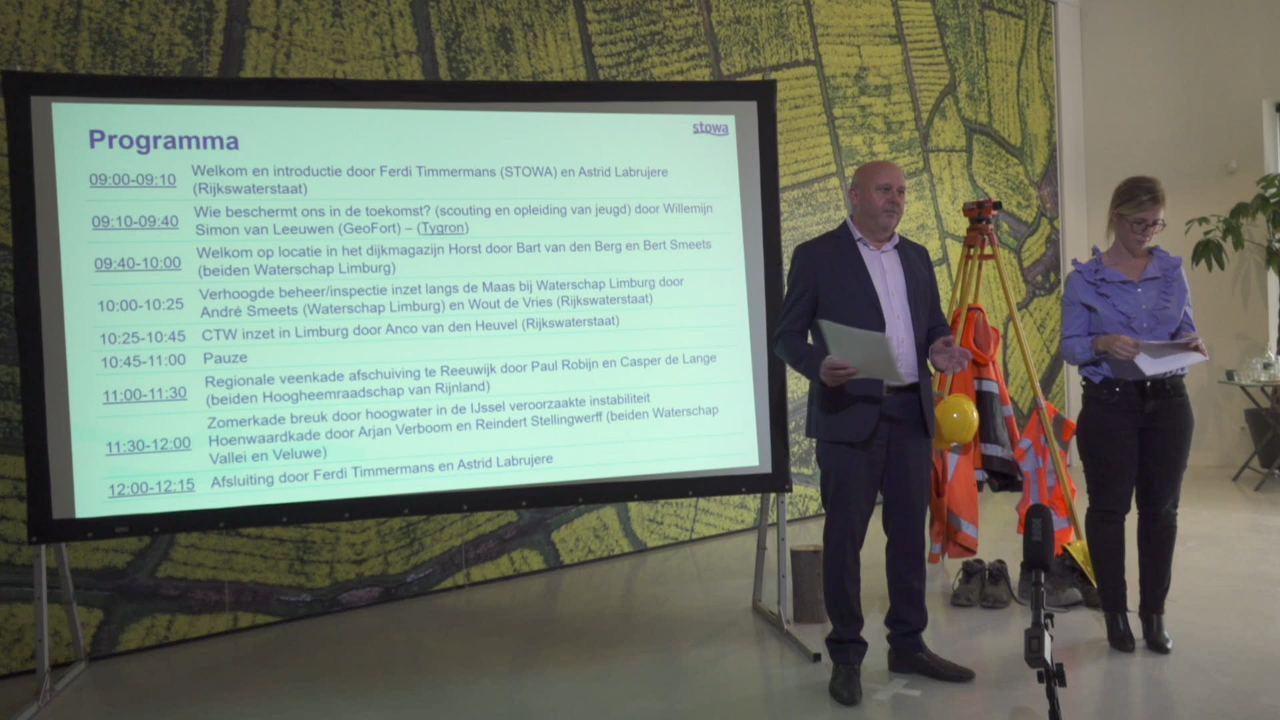 Programma
stowa
09:00-09:10 Welkom en introductie door Ferdi Timmermans (STOWA) en Astrid Labrujere
(Rijkswaterstaat)
09:10-09:40 Wie beschermt ons in de toekomst? (scouting en opleiding van jeugd) door Willemijn
Simon van Leeuwen (GeoFort) – (Tygron)
09:40-10:00 Welkom op locatie in het dijkmagazijn Horst door Bart van den Berg en Bert Smeets
(beiden Waterschap Limburg)
10:00-10:25 Verhoogde beheer/inspectie inzet langs de Maas bij Waterschap Limburg door
André Smeets (Waterschap Limburg) en Wout de Vries (Rijkswaterstaat)
10:25-10:45 CTW inzet in Limburg door Anco van den Heuvel (Rijkswaterstaat)
10:45-11:00 Pauze
11:00-11:30 Regionale veenkade afschuiving te Reeuwijk door Paul Robijn en Casper de Lange
(beiden Hoogheemraadschap van Rijnland)
Zomerkade breuk door hoogwater in de IJssel veroorzaakte instabiliteit
11:30-12:00 Hoenwaardkade door Arjan Verboom en Reindert Stellingwerff (beiden Waterschap
Vallei en Veluwe)
12:00-12:15 Afsluiting door Ferdi Timmermans en Astrid Labrujere